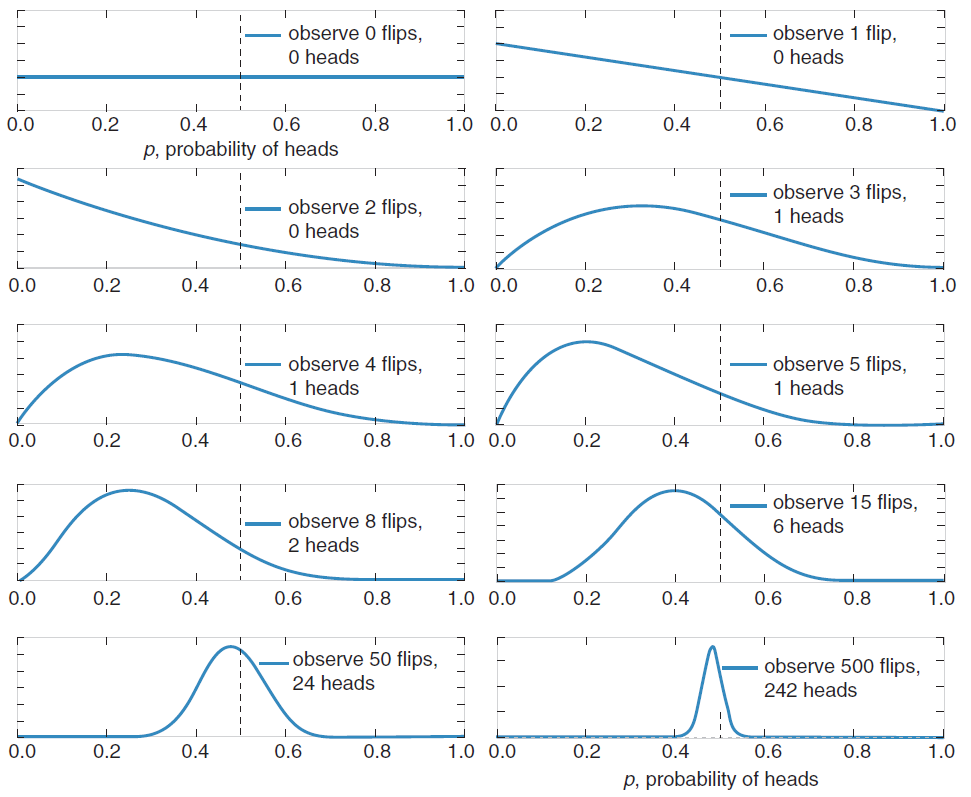 observe 0 flips,
0 heads
0.0 0.2 0.4 0.6 0.8 1.0
p, probability of heads
observe 1 flip,
0 heads
0.0 0.2 0.4 0.6 0.8 1.0
observe 2 flips,
0 heads
0.0 0.2 0.4 0.6 0.8 1.0
observe 3 flips,
1 heads
0.0 0.2 0.4 0.6 0.8 1.0
observe 4 flips,
1 heads
0.0 0.2 0.4 0.6 0.8 1.0
observe 5 flips,
1 heads
0.0 0.2 0.4 0.6 0.8 1.0
observe 8 flips,
2 heads
0.0 0.2 0.4 0.6 0.8 1.0
observe 15 flips,
6 heads
0.0 0.2 0.4 0.6 0.8 1.0
observe 50 flips,
24 heads
0.0 0.2 0.4 0.6 0.8 1.0
observe 500 flips,
242 heads
0.0 0.2 0.4 0.6 0.8 1.0
p, probability of heads